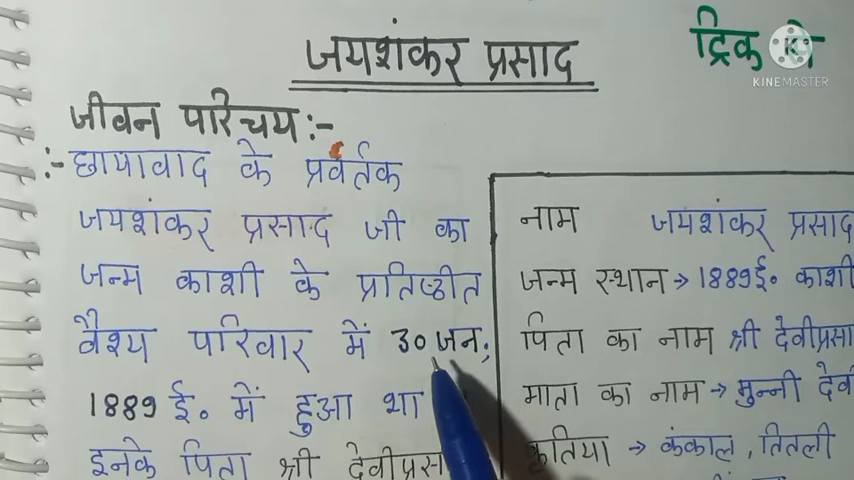 जयशंकर प्रसाद
ट्रिक से
KINEMASTER
जीवन परिचय :-
:- छायावाद के प्रवर्तक
जयशंकर प्रसाद जी का
जन्म काशी के प्रतिष्ठीत
वैश्य परिवार में 30 जन;
1889 ई० में हुआ था
इनके पिता श्री देवीप्रसा
नाम जयशंकर प्रसाद
जन्म स्थान → 1889ई० काशी
पिता का नाम श्री देवीप्रसा
माता का नाम → मुन्नी देवी
कृतिया → कंकाल, तितली